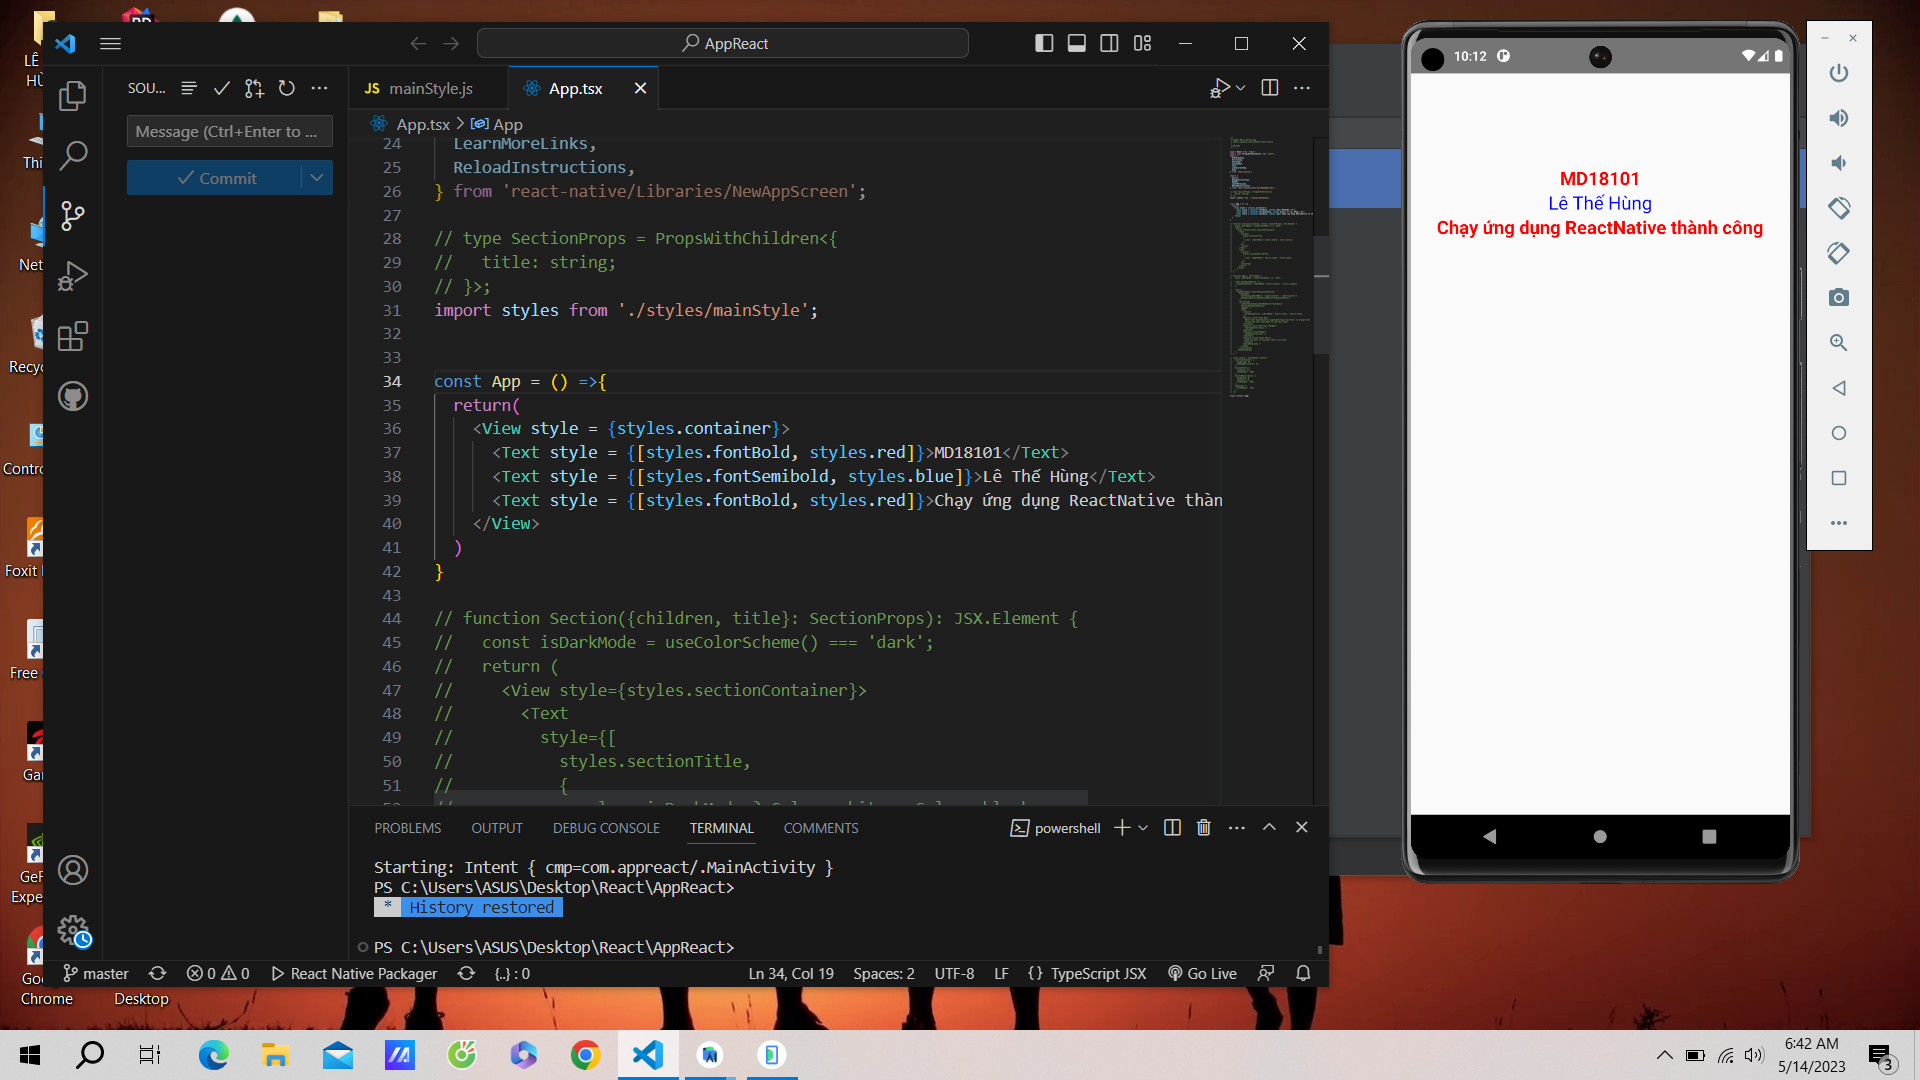 AppReact
SOU...
Message (Ctrl+Enter to ...
Commit
JS mainStyle.js
App.tsx
App.tsx > App
24 LearnMoreLinks,
25 ReloadInstructions,
26 } from 'react-native/Libraries/NewAppScreen';
27
28 // type SectionProps = PropsWithChildren<{
29 //   title: string;
30 // }>;
31 import styles from './styles/mainStyle';
32
33
34 const App = () =>{
35 return(
36 <View style = {styles.container}>
37 <Text style = {[styles.fontBold, styles.red]}>MD18101</Text>
38 <Text style = {[styles.fontSemibold, styles.blue]}>Lê Thế Hùng</Text>
39 <Text style = {[styles.fontBold, styles.red]}>Chạy ứng dụng ReactNative thàn
40 </View>
41 )
42 }
43
44 // function Section({children, title}: SectionProps): JSX.Element {
45 //   const isDarkMode = useColorScheme() === 'dark';
46 //   return (
47 //     <View style={styles.sectionContainer}>
48 //       <Text
49 //         style={[
50 //           styles.sectionTitle,
51 //           {
PROBLEMS
OUTPUT
DEBUG CONSOLE
TERMINAL
COMMENTS
powershell
Starting: Intent { cmp=com.appreact/.MainActivity }
PS C:\Users\ASUS\Desktop\React\AppReact>
* History restored
PS C:\Users\ASUS\Desktop\React\AppReact>
master
0 0
React Native Packager
{..} : 0
Ln 34, Col 19
Spaces: 2
UTF-8
LF
{} TypeScript JSX
Go Live
10:12
MD18101
Lê Thế Hùng
Chạy ứng dụng ReactNative thành công
LÊ
Thi
Net
Recyc
Contro
Foxit
Free
Gar
GeF
Expe
Goo
Chrome
Desktop
6:42 AM
5/14/2023
3